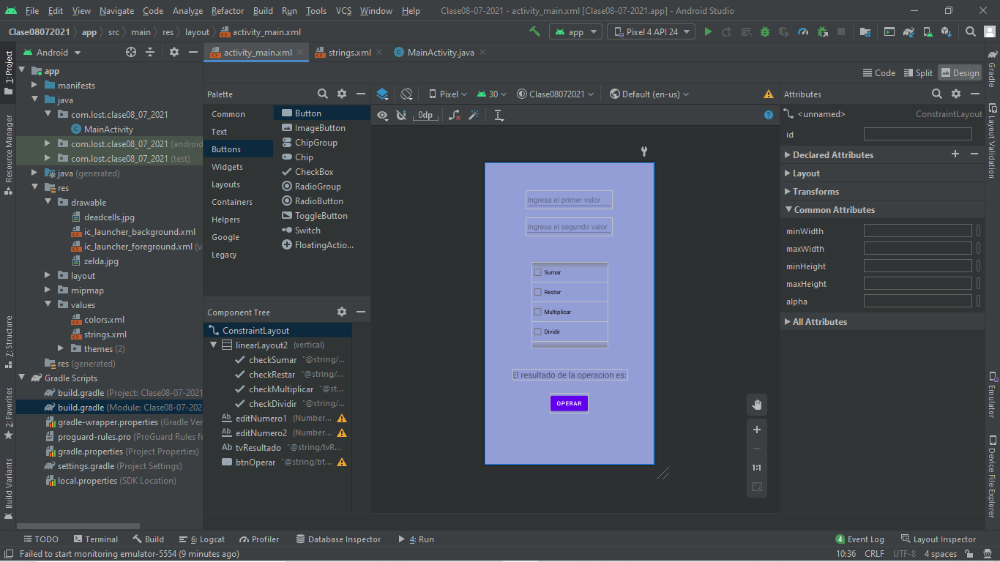 File Edit View Navigate Code Analyze Refactor Build Run Tools VCS Window Help Clase08-07-2021 - activity_main.xml [Clase08-07-2021.app] - Android Studio
Clase08072021 app src main res layout activity_main.xml app Pixel 4 API 24
Android activity_main.xml strings.xml MainActivity.java
1: Project
Resource Manager
7: Structure
2: Favorites
Build Variants
app
manifests
java
com.lost.clase08_07_2021
MainActivity
com.lost.clase08_07_2021 (android
com.lost.clase08_07_2021 (test)
java (generated)
res
drawable
deadcells.jpg
ic_launcher_background.xml
ic_launcher_foreground.xml (v
zelda.jpg
layout
mipmap
values
colors.xml
strings.xml
themes (2)
res (generated)
Gradle Scripts
build.gradle (Project: Clase08-07-2021
build.gradle (Module: Clase08-07-202
gradle-wrapper.properties (Gradle Ver
proguard-rules.pro (ProGuard Rules fo
gradle.properties (Project Properties)
settings.gradle (Project Settings)
local.properties (SDK Location)
Code Split Design
Palette
Common
Text
Buttons
Widgets
Layouts
Containers
Helpers
Google
Legacy
Button
ImageButton
ChipGroup
Chip
CheckBox
RadioGroup
RadioButton
ToggleButton
Switch
FloatingActio...
Component Tree
ConstraintLayout
linearLayout2 (vertical)
checkSumar "@string/...
checkRestar "@string/...
checkMultiplicar "@st...
checkDividir "@string/...
Ab editNumero1 (Number...
Ab editNumero2 (Number...
Ab tvResultado "@string/tvR...
btnOperar "@string/bt...
Pixel 30 Clase08072021 Default (en-us)
0dp
Ingresa el primer valor
Ingresa el segundo valor
Sumar
Restar
Multiplicar
Dividir
El resultado de la operacion es:
OPERAR
1:1
Attributes
<unnamed> ConstraintLayout
id
Declared Attributes
Layout
Transforms
Common Attributes
minWidth
maxWidth
minHeight
maxHeight
alpha
All Attributes
Gradle
Layout Validation
Emulator
Device File Explorer
TODO Terminal Build 6: Logcat Profiler Database Inspector 4: Run 4 Event Log Layout Inspector
Failed to start monitoring emulator-5554 (9 minutes ago) 10:36 CRLF UTF-8 4 spaces